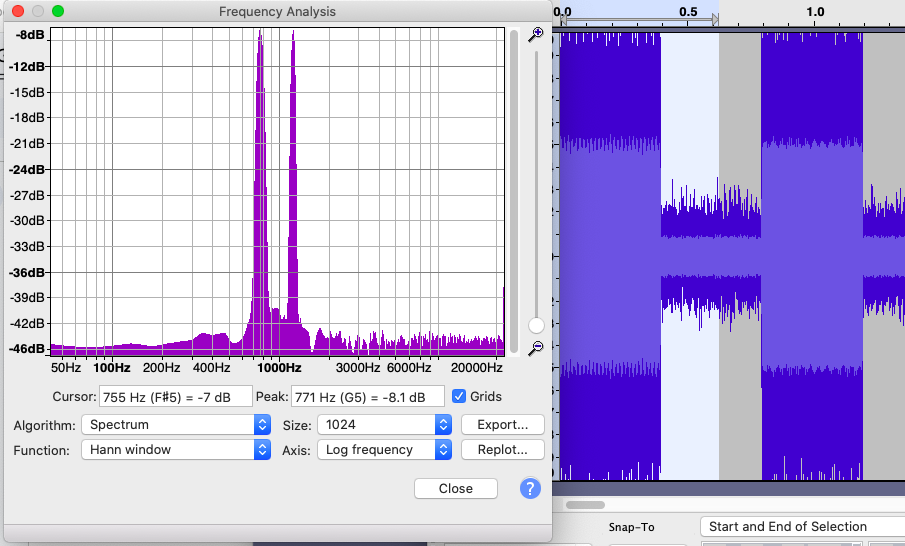 Frequency Analysis
0.0 0.5 1.0
-8dB
-12dB
-15dB
-18dB
-21dB
-24dB
-27dB
-30dB
-33dB
-36dB
-39dB
-42dB
-46dB
50Hz 100Hz 200Hz 400Hz 1000Hz 3000Hz 6000Hz 20000Hz
Cursor: 755 Hz (F#5) = -7 dB Peak: 771 Hz (G5) = -8.1 dB Grids
Algorithm: Spectrum Size: 1024 Export...
Function: Hann window Axis: Log frequency Replot...
Close ?
Snap-To Start and End of Selection